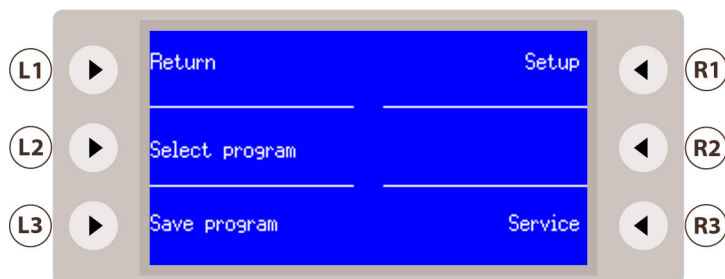 L1 Return Setup R1
L2 Select program R2
L3 Save program Service R3